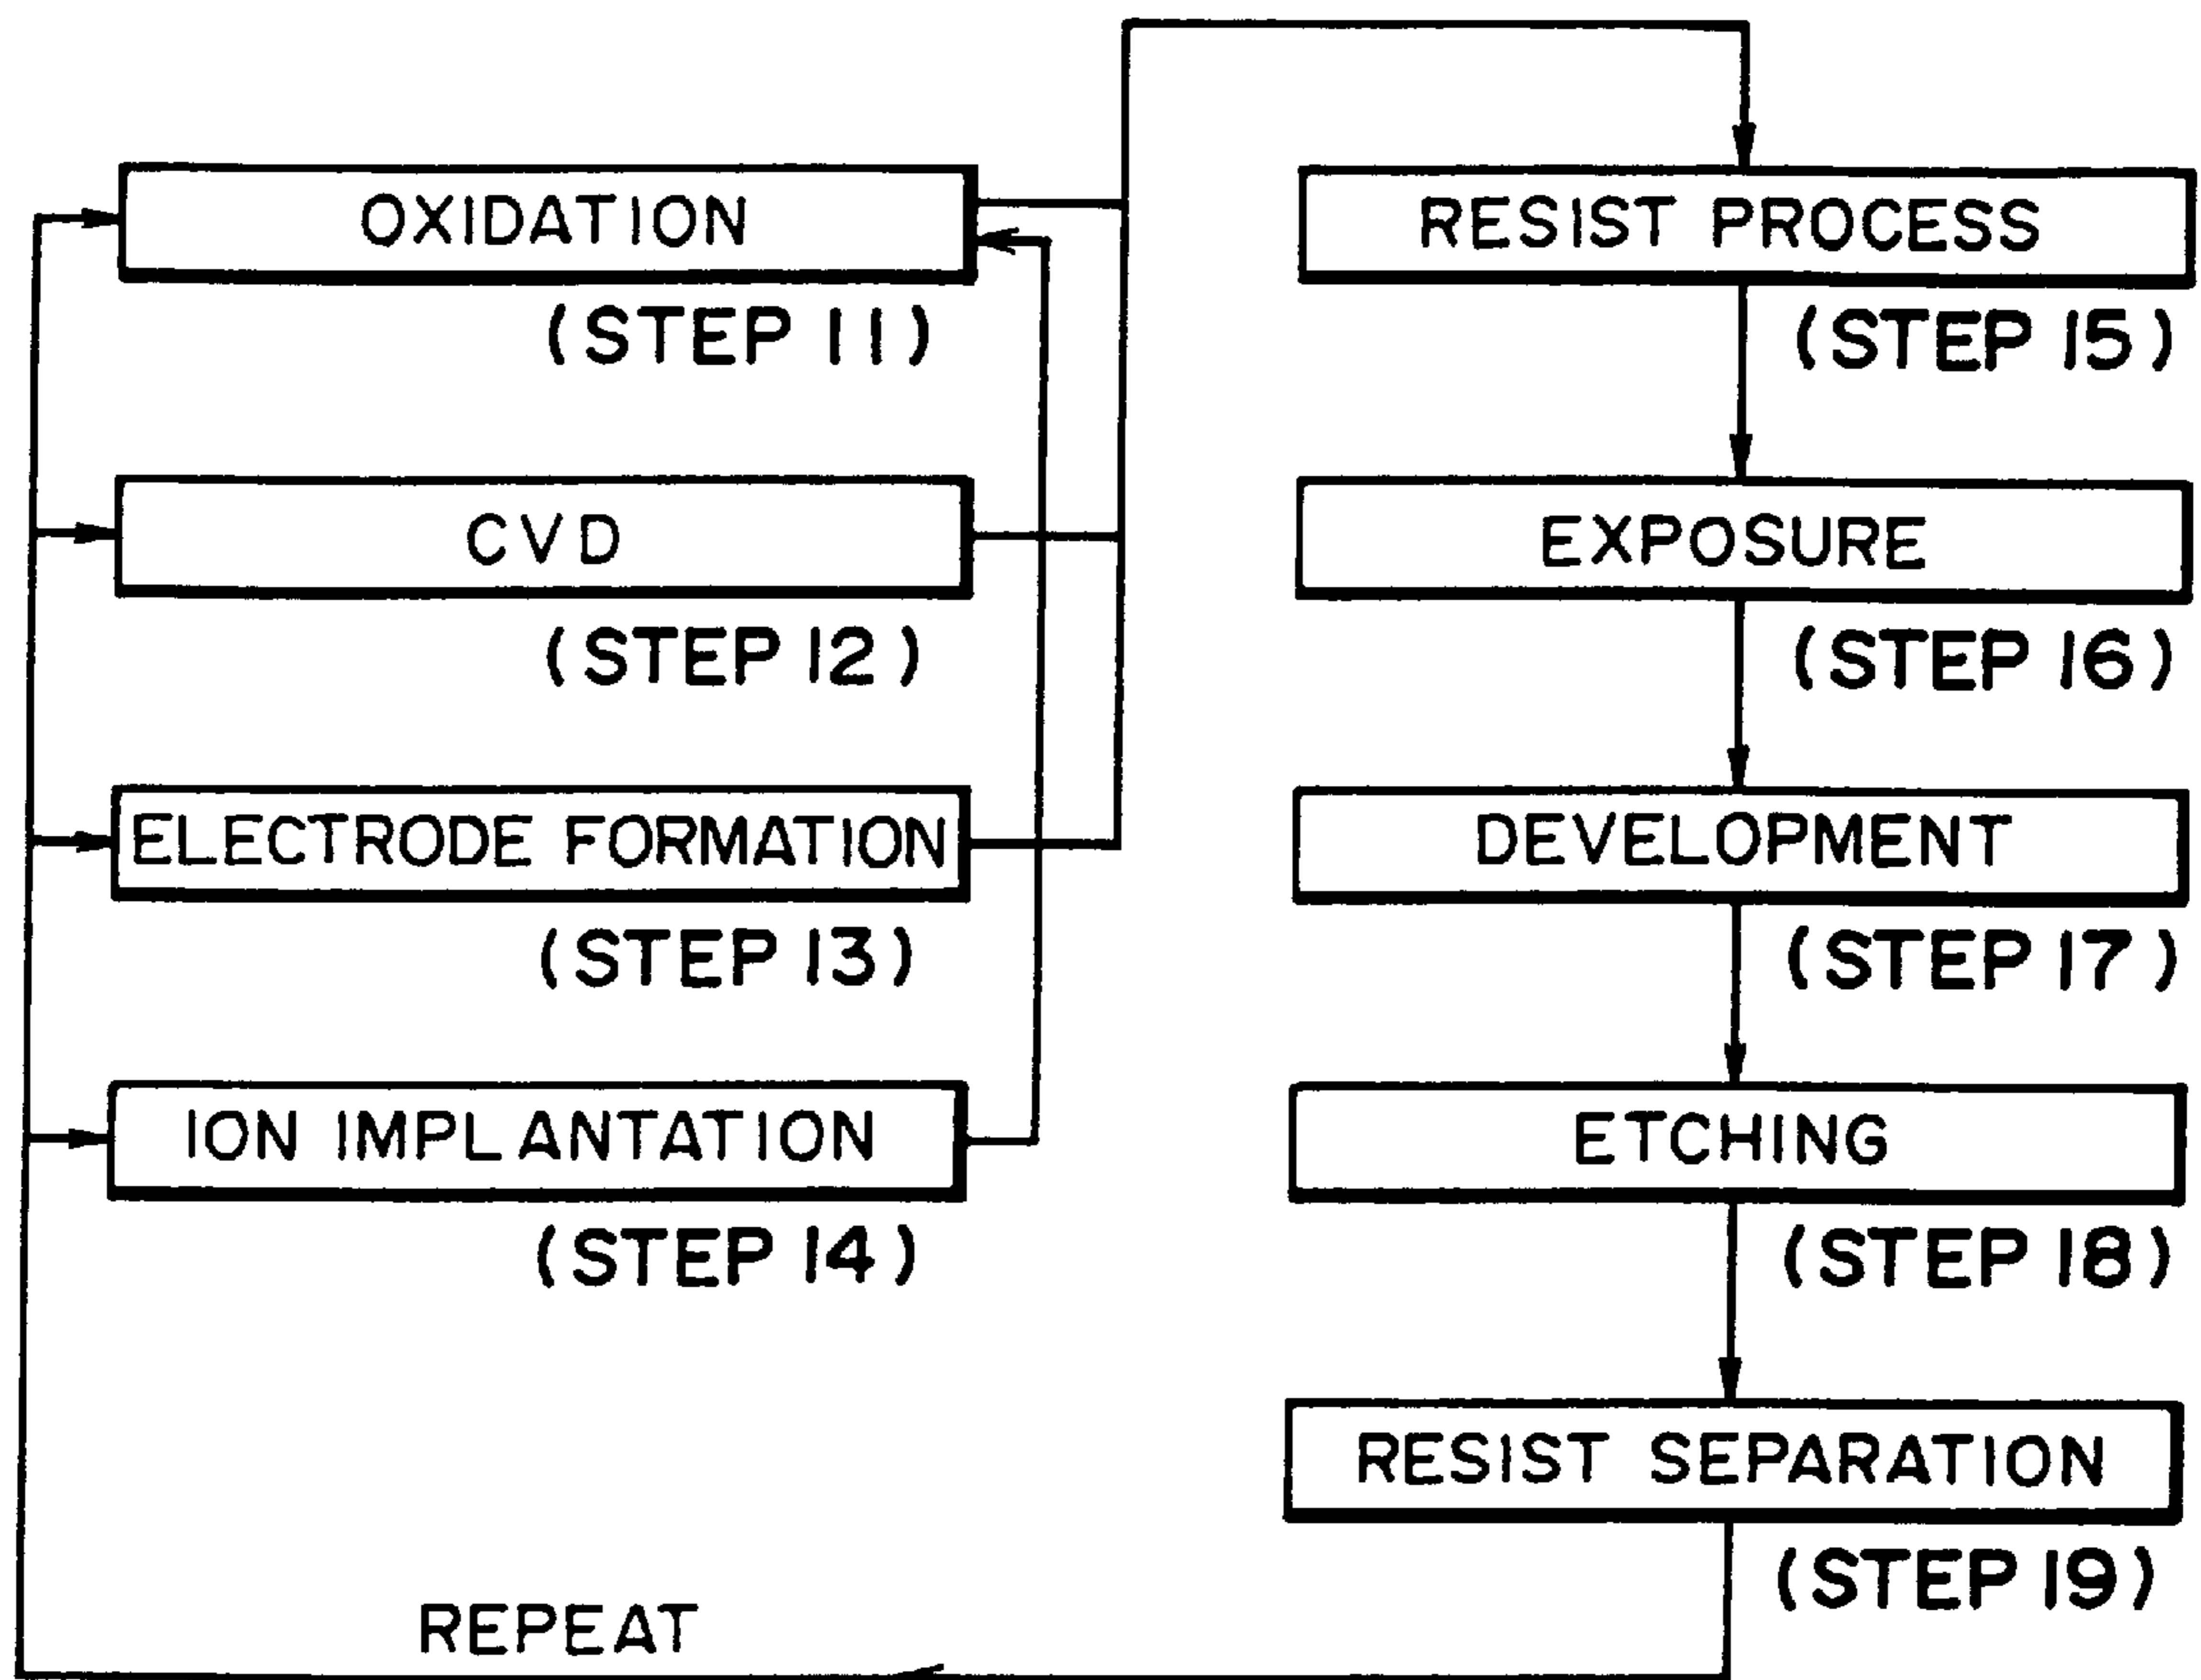 OXIDATION
(STEP 11)
CVD
(STEP 12)
ELECTRODE FORMATION
(STEP 13)
ION IMPLANTATION
(STEP 14)
RESIST PROCESS
(STEP 15)
EXPOSURE
(STEP 16)
DEVELOPMENT
(STEP 17)
ETCHING
(STEP 18)
RESIST SEPARATION
(STEP 19)
REPEAT